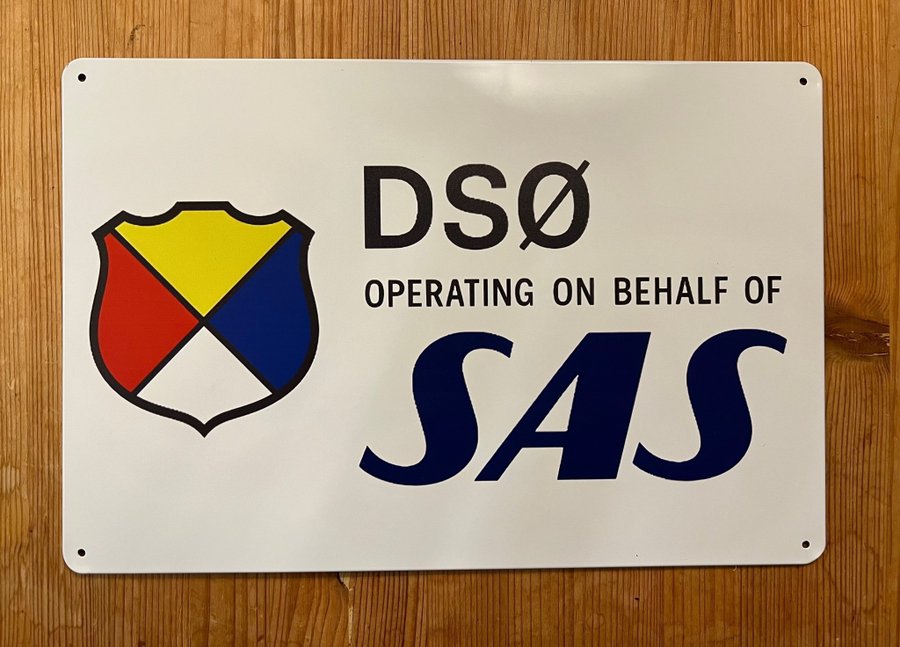 DSØ
OPERATING ON BEHALF OF
SAS